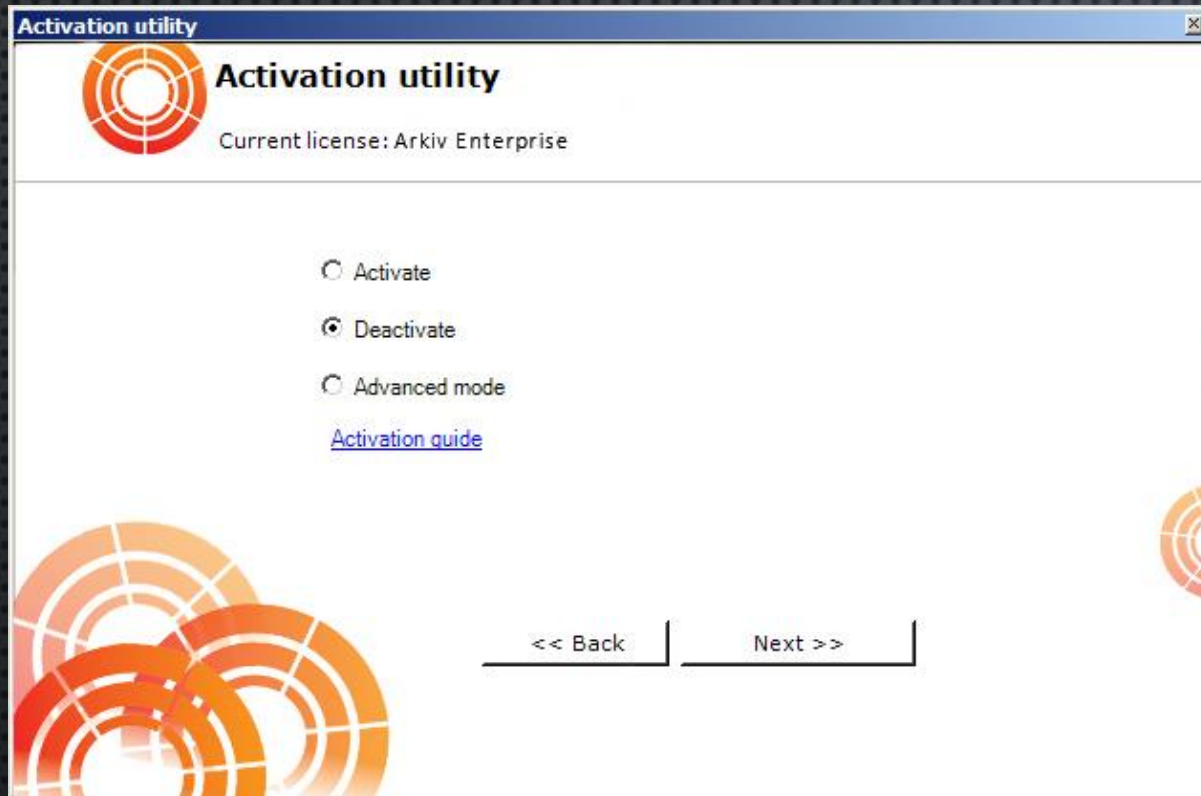 Activation utility
Activation utility
Current license: Arkiv Enterprise
Activate
Deactivate
Advanced mode
Activation guide
<< Back
Next >>